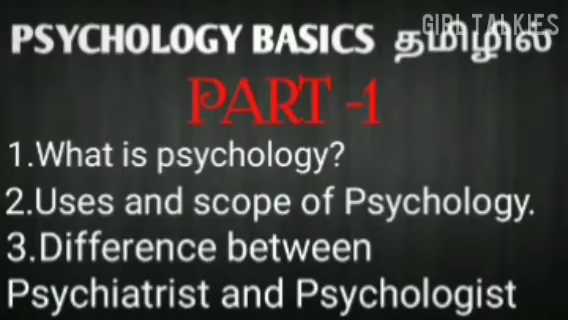 GIRL TALKIES
PSYCHOLOGY BASICS தமிழில்
PART -1
1.What is psychology?
2.Uses and scope of Psychology.
3.Difference between
Psychiatrist and Psychologist